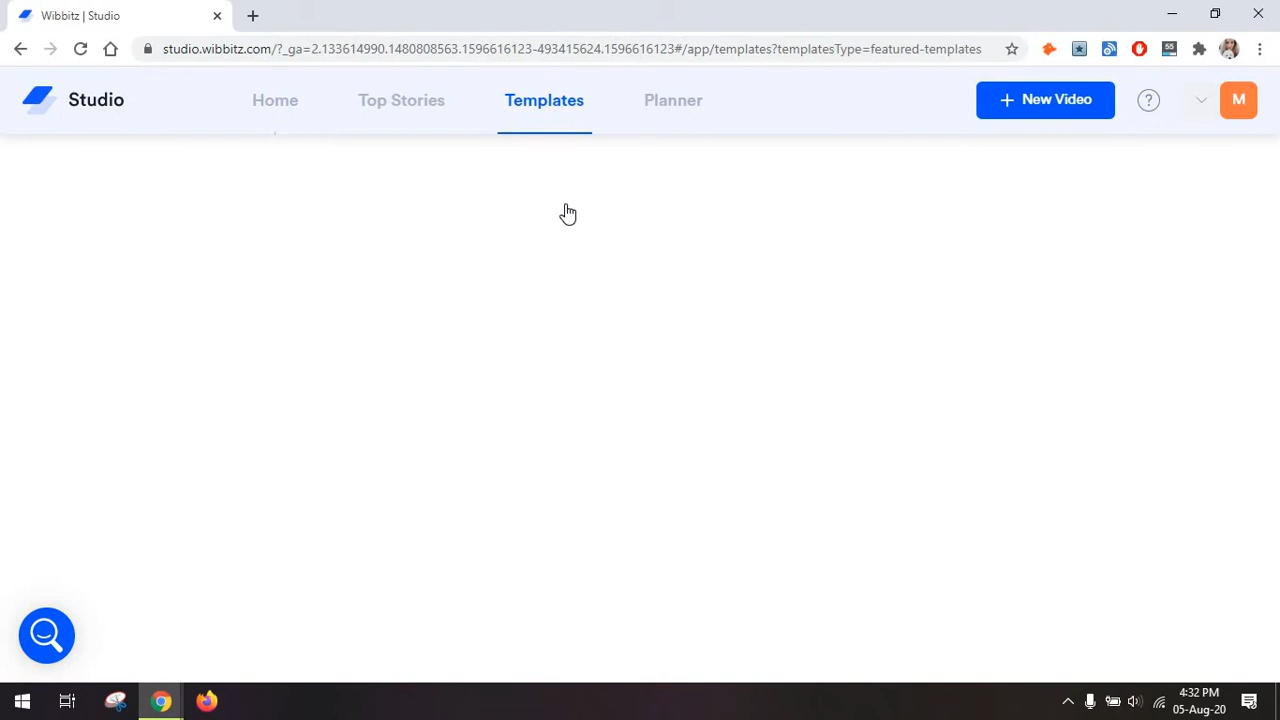 Wibbitz | Studio
studio.wibbitz.com/?_ga=2.133614990.1480808563.1596616123-493415624.1596616123#/app/templates?templatesType=featured-templates
55
Studio
Home
Top Stories
Templates
Planner
+ New Video
?
M
4:32 PM
05-Aug-20